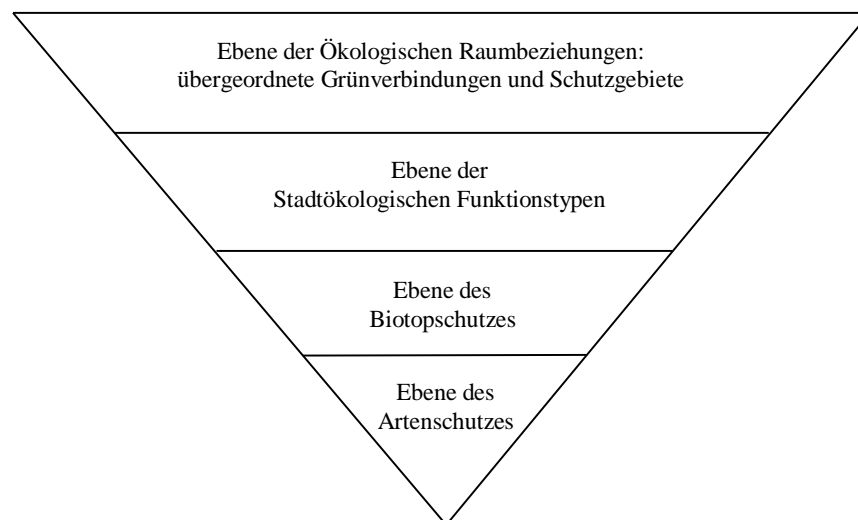 Ebene der Ökologischen Raumbeziehungen:
übergeordnete Grünverbindungen und Schutzgebiete
Ebene der
Stadtökologischen Funktionstypen
Ebene des
Biotopschutzes
Ebene des
Artenschutzes